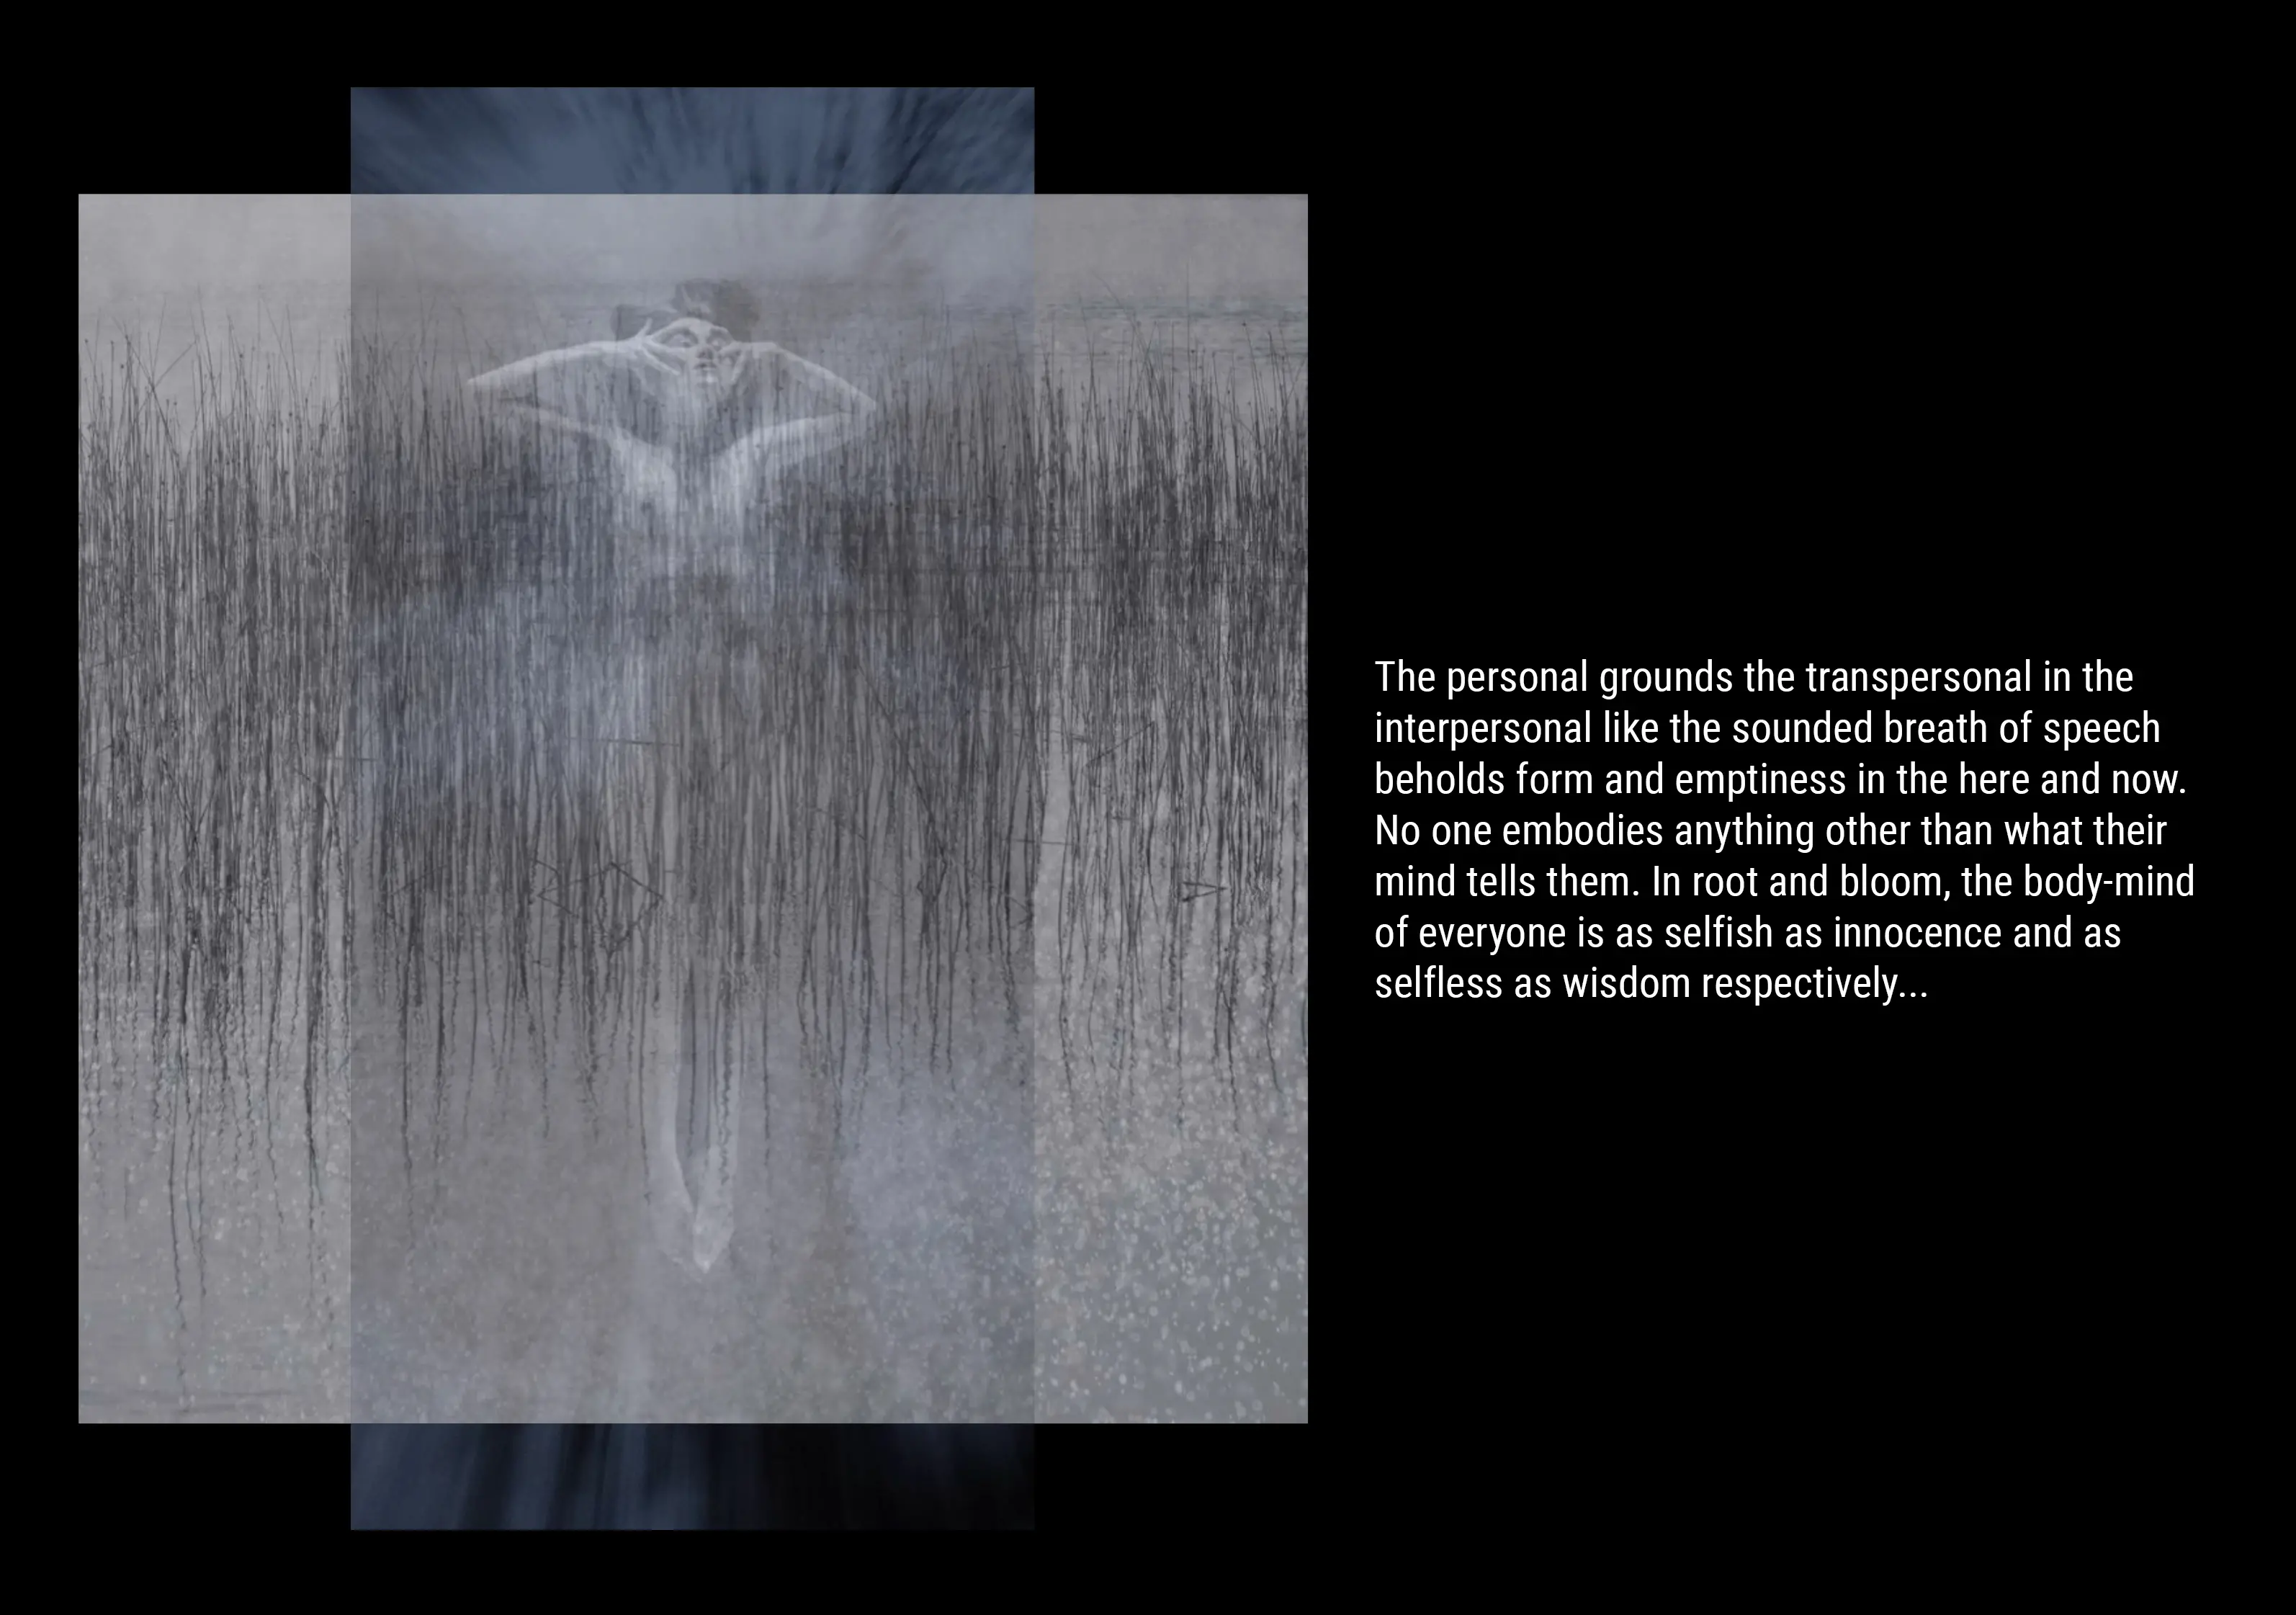 The personal grounds the transpersonal in the
interpersonal like the sounded breath of speech
beholds form and emptiness in the here and now.
No one embodies anything other than what their
mind tells them. In root and bloom, the body-mind
of everyone is as selfish as innocence and as
selfless as wisdom respectively...